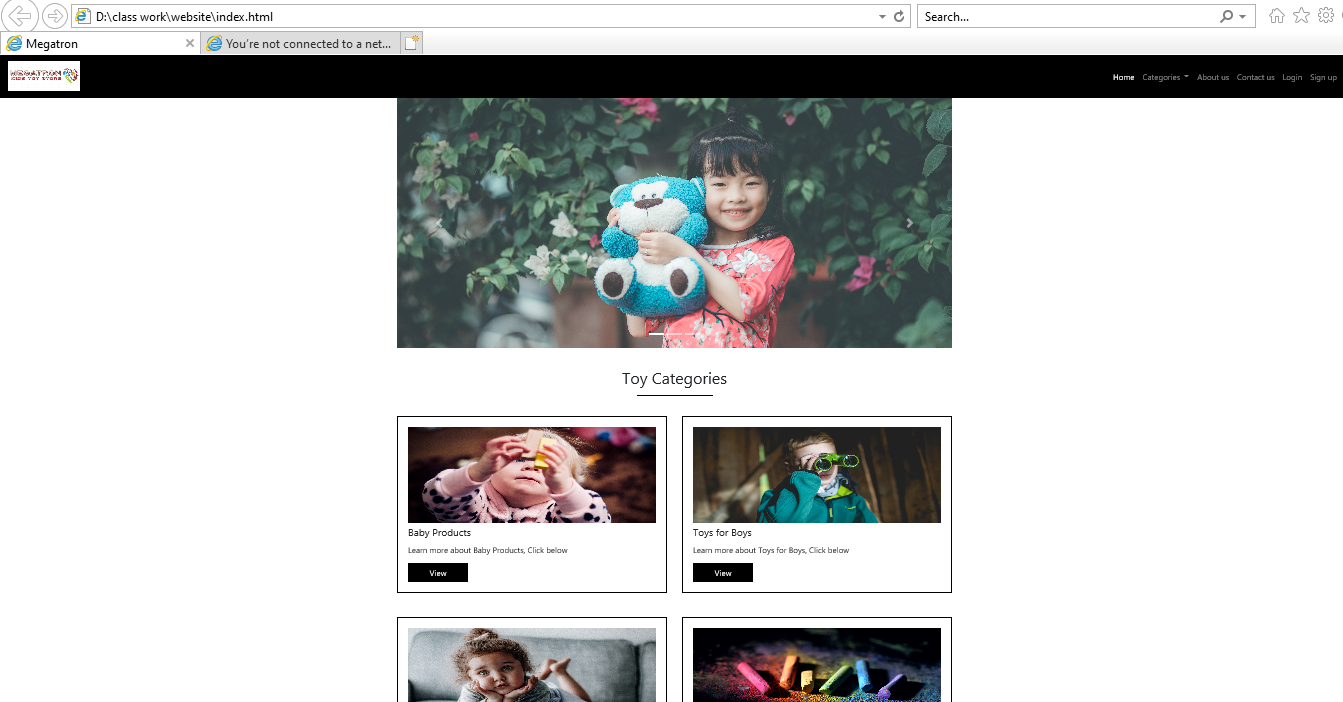 D:\class work\website\index.html
Search...
Megatron
You're not connected to a net...
MEGATRON
KIDS TOY STORE
Home Categories About us Contact us Login Sign up
Toy Categories
Baby Products
Learn more about Baby Products, Click below
View
Toys for Boys
Learn more about Toys for Boys, Click below
View